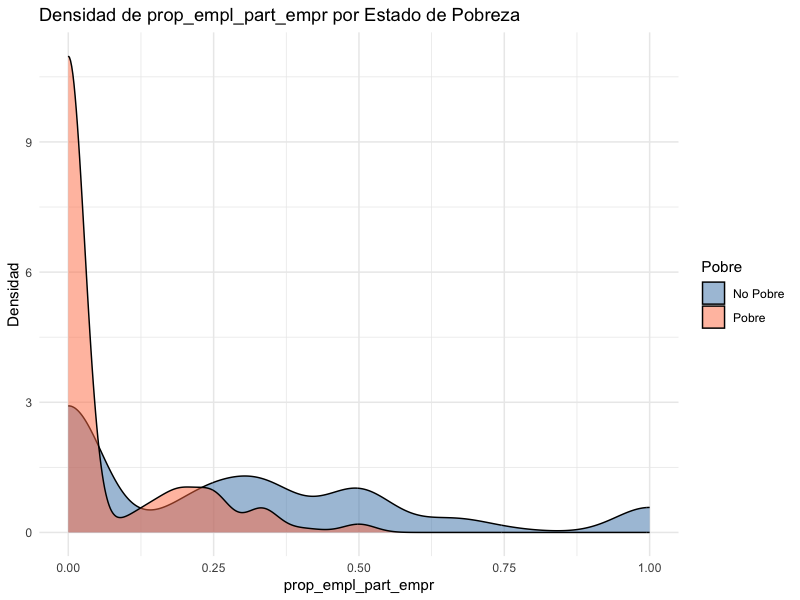 Densidad de prop_empl_part_empr por Estado de Pobreza
Densidad
9
6
3
0
0.00 0.25 0.50 0.75 1.00
prop_empl_part_empr
Pobre
No Pobre
Pobre